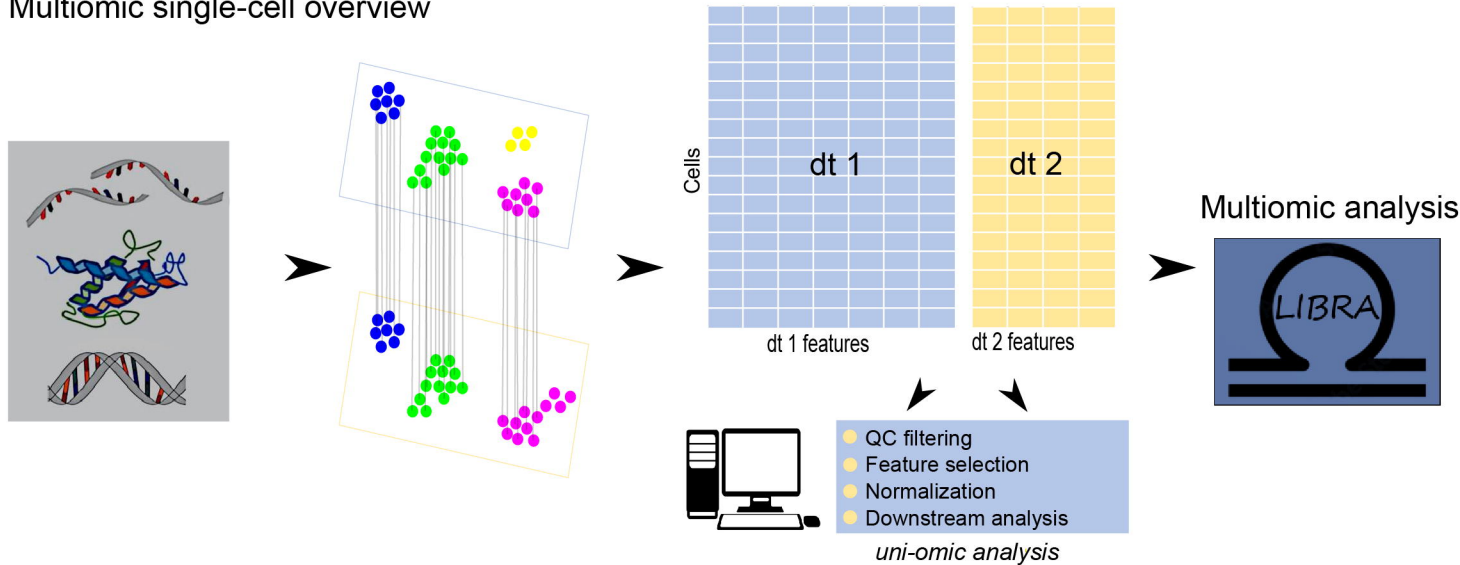 Multiomic single-cell overview
Cells
dt 1
dt 2
dt 1 features
dt 2 features
QC filtering
Feature selection
Normalization
Downstream analysis
uni-omic analysis
Multiomic analysis
LIBRA